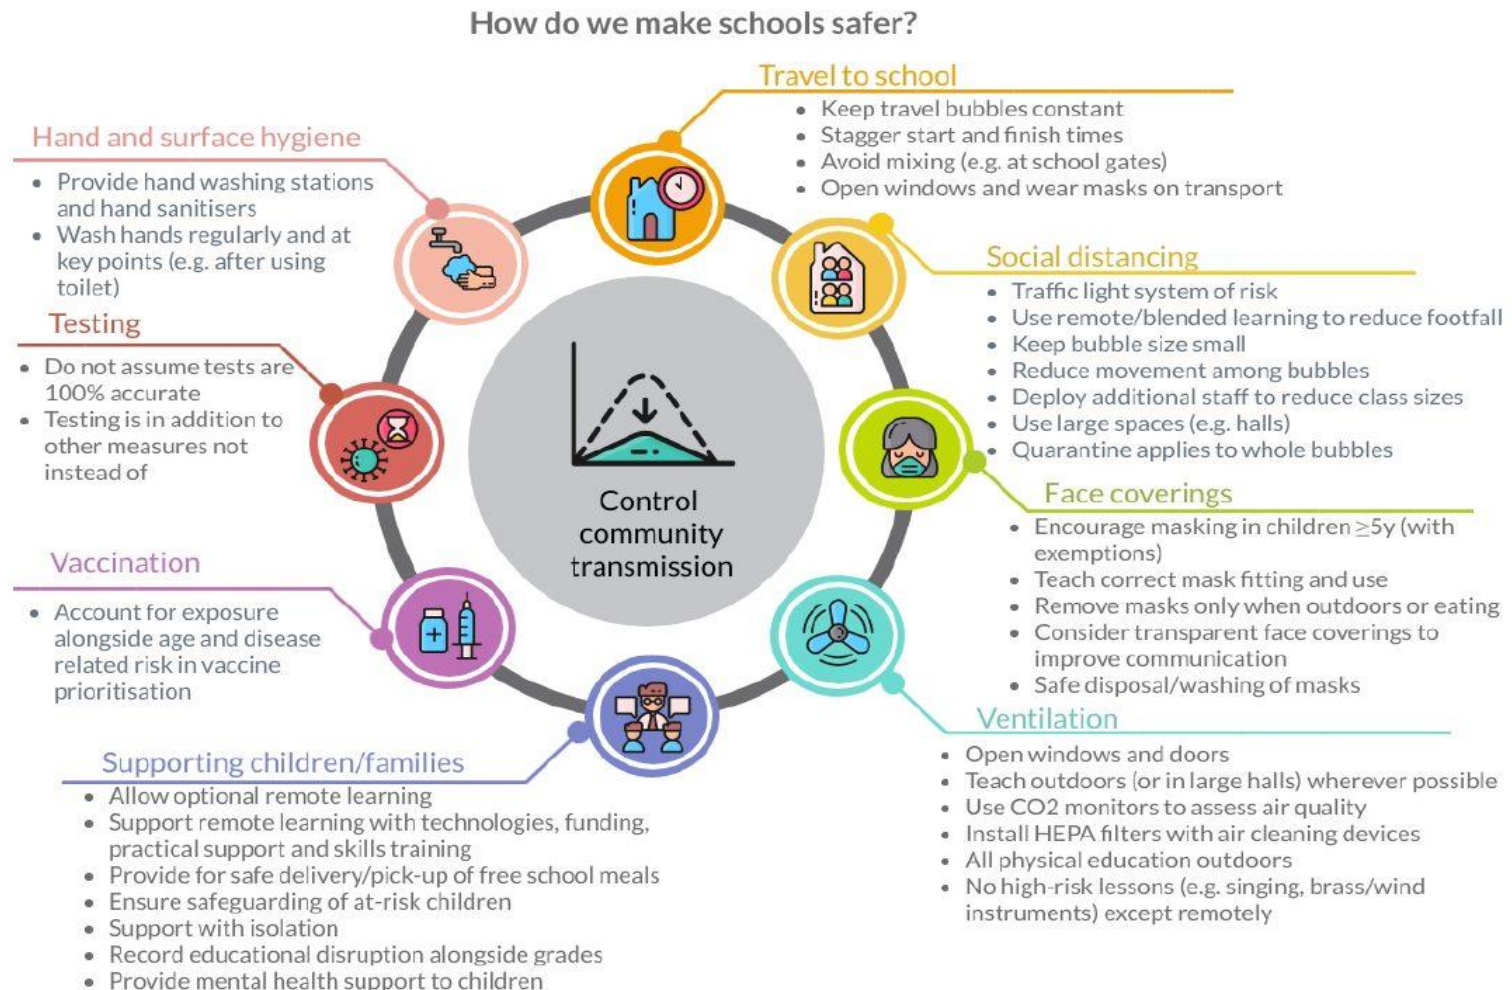 How do we make schools safer?
Travel to school
• Keep travel bubbles constant
• Stagger start and finish times
• Avoid mixing (e.g. at school gates)
• Open windows and wear masks on transport
Social distancing
• Traffic light system of risk
• Use remote/blended learning to reduce footfall
• Keep bubble size small
• Reduce movement among bubbles
• Deploy additional staff to reduce class sizes
• Use large spaces (e.g. halls)
• Quarantine applies to whole bubbles
Face coverings
• Encourage masking in children ≥5y (with
exemptions)
• Teach correct mask fitting and use
• Remove masks only when outdoors or eating
• Consider transparent face coverings to
improve communication
• Safe disposal/washing of masks
Ventilation
• Open windows and doors
• Teach outdoors (or in large halls) wherever possible
• Use CO2 monitors to assess air quality
• Install HEPA filters with air cleaning devices
• All physical education outdoors
• No high-risk lessons (e.g. singing, brass/wind
instruments) except remotely
Supporting children/families
• Allow optional remote learning
• Support remote learning with technologies, funding,
practical support and skills training
• Provide for safe delivery/pick-up of free school meals
• Ensure safeguarding of at-risk children
• Support with isolation
• Record educational disruption alongside grades
• Provide mental health support to children
Vaccination
• Account for exposure
alongside age and disease
related risk in vaccine
prioritisation
Testing
• Do not assume tests are
100% accurate
• Testing is in addition to
other measures not
instead of
Hand and surface hygiene
• Provide hand washing stations
and hand sanitisers
• Wash hands regularly and at
key points (e.g. after using
toilet)
Control
community
transmission